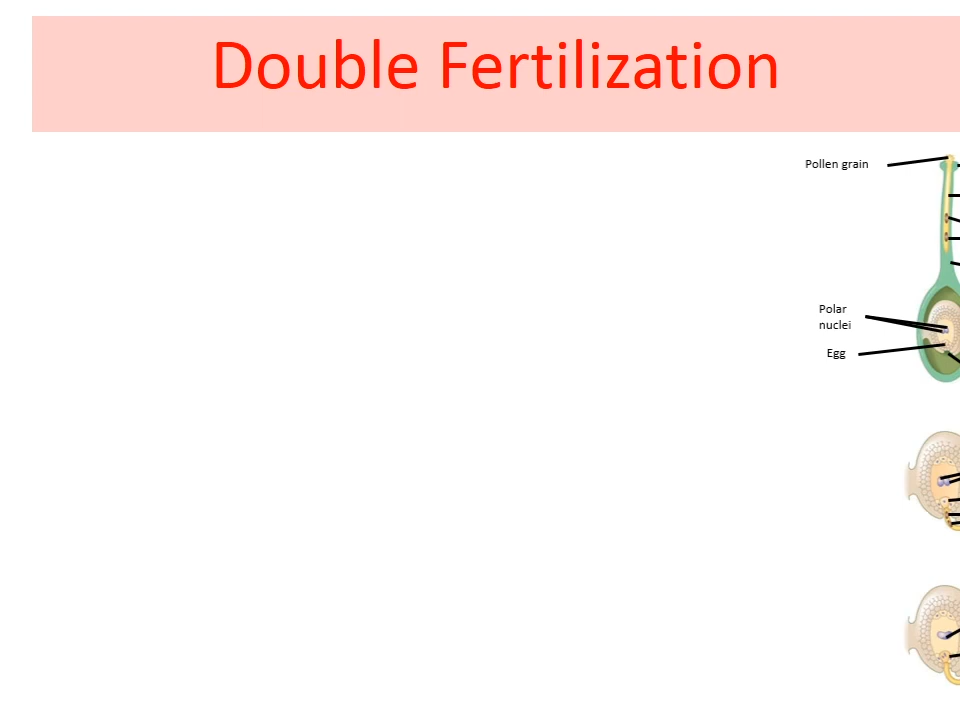 Double Fertilization
Pollen grain
Polar
nuclei
Egg